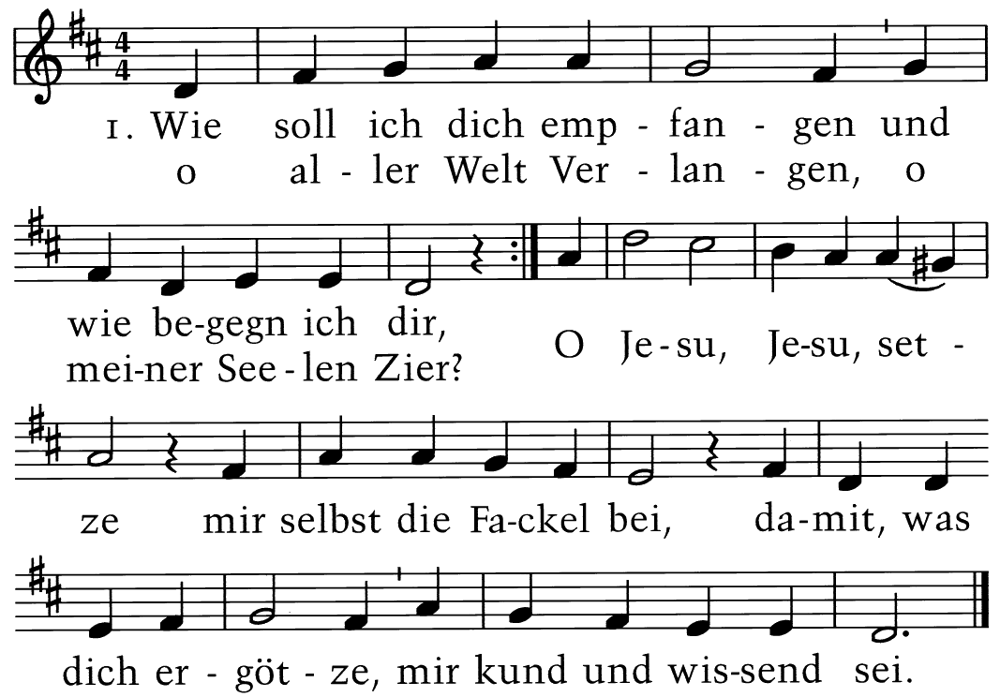 4
4
1. Wie soll ich dich emp - fan - gen und
o al - ler Welt Ver - lan - gen, o
wie be-gegn ich dir,
mei-ner See - len Zier?
O Je - su, Je-su, set -
ze mir selbst die Fa-ckel bei, da-mit, was
dich er - göt - ze, mir kund und wis-send sei.